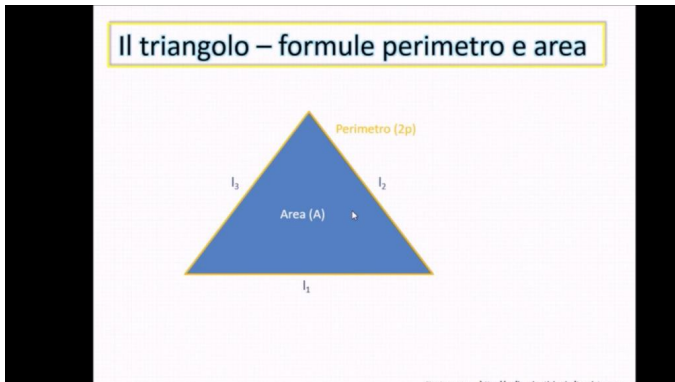 Il triangolo – formule perimetro e area
Perimetro (2p)
l₃
l₂
Area (A)
l₁